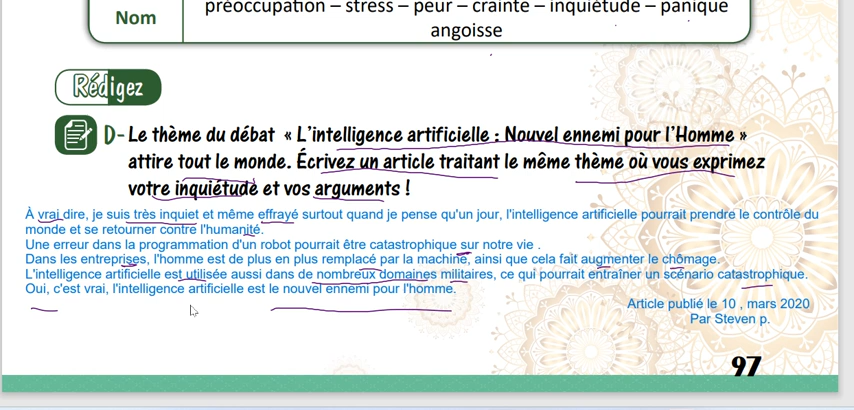 préoccupation – stress – peur – crainte – inquiétude – panique
Nom
angoisse
Rédigez
D- Le thème du débat « L'intelligence artificielle : Nouvel ennemi pour l'Homme »
attire tout le monde. Écrivez un article traitant le même thème où vous exprimez
votre inquiétude et vos arguments !
À vrai dire, je suis très inquiet et même effrayé surtout quand je pense qu'un jour, l'intelligence artificielle pourrait prendre le contrôle du
monde et se retourner contre l'humanité.
Une erreur dans la programmation d'un robot pourrait être catastrophique sur notre vie .
Dans les entreprises, l'homme est de plus en plus remplacé par la machine, ainsi que cela fait augmenter le chômage.
L'intelligence artificielle est utilisée aussi dans de nombreux domaines militaires, ce qui pourrait entraîner un scénario catastrophique.
Oui, c'est vrai, l'intelligence artificielle est le nouvel ennemi pour l'homme.
Article publié le 10 , mars 2020
Par Steven p.
97